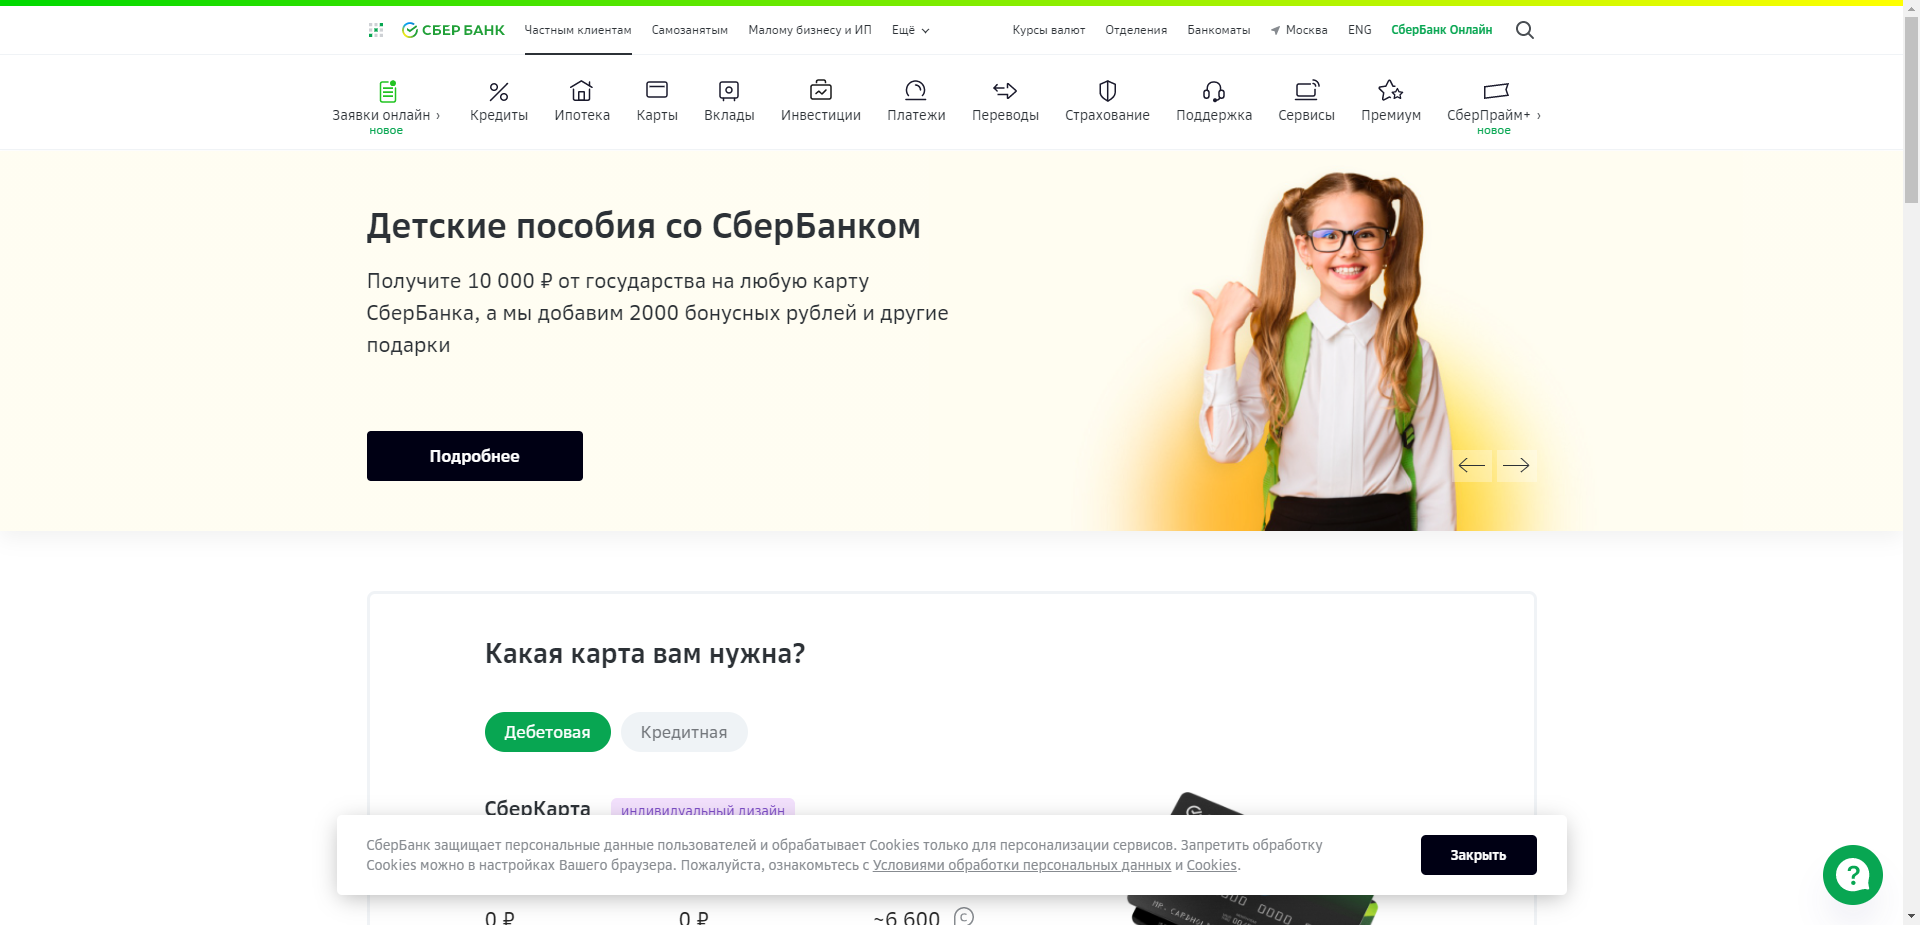 СБЕР БАНК
Частным клиентам
Самозанятым
Малому бизнесу и ИП
Ещё
Курсы валют
Отделения
Банкоматы
Москва
ENG
СберБанк Онлайн
Заявки онлайн ›
новое
Кредиты
Ипотека
Карты
Вклады
Инвестиции
Платежи
Переводы
Страхование
Поддержка
Сервисы
Премиум
СберПрайм+ ›
новое
Детские пособия со СберБанком
Получите 10 000 ₽ от государства на любую карту
СберБанка, а мы добавим 2000 бонусных рублей и другие
подарки
Подробнее
Какая карта вам нужна?
Дебетовая
Кредитная
СберКарта
индивидуальный дизайн
СберБанк защищает персональные данные пользователей и обрабатывает Cookies только для персонализации сервисов. Запретить обработку
Cookies можно в настройках Вашего браузера. Пожалуйста, ознакомьтесь с Условиями обработки персональных данных и Cookies.
Закрыть
?
0 ₽
0 ₽
~6 600
C